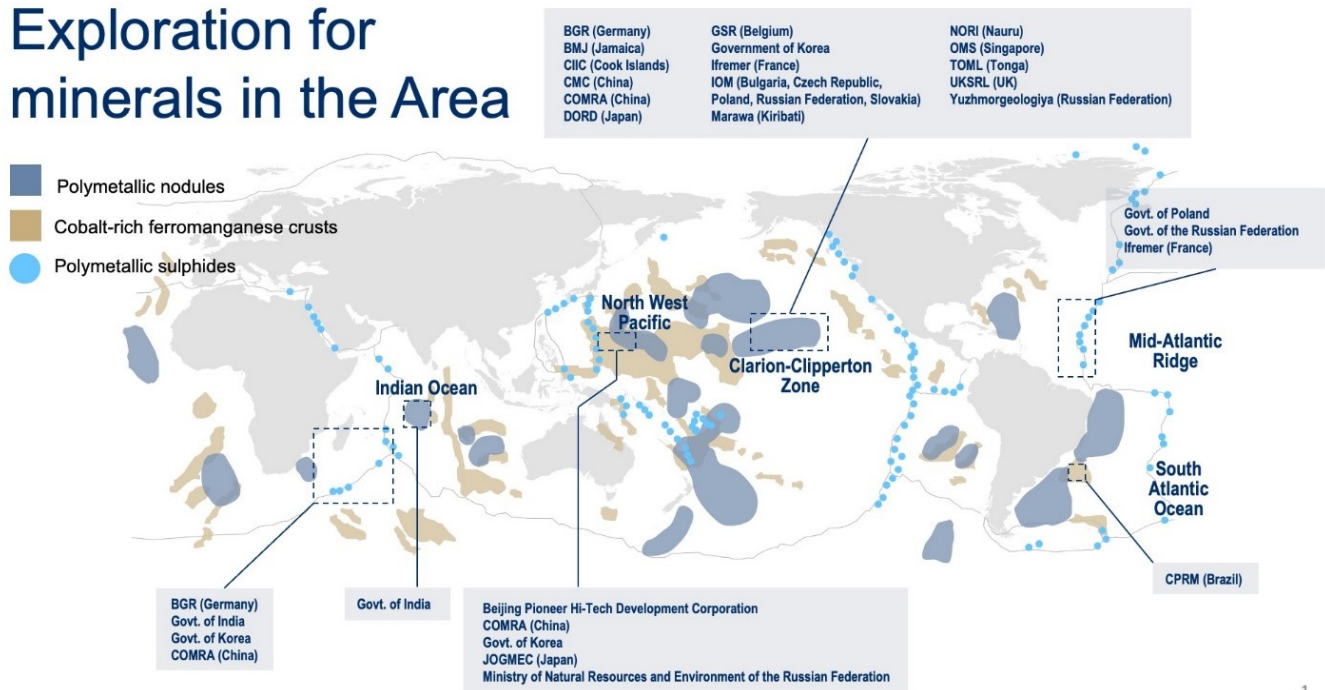 Exploration for
minerals in the Area
Polymetallic nodules
Cobalt-rich ferromanganese crusts
Polymetallic sulphides
BGR (Germany)
BMJ (Jamaica)
CIIC (Cook Islands)
CMC (China)
COMRA (China)
DORD (Japan)
GSR (Belgium)
Government of Korea
Ifremer (France)
IOM (Bulgaria, Czech Republic,
Poland, Russian Federation, Slovakia)
Marawa (Kiribati)
NORI (Nauru)
OMS (Singapore)
TOML (Tonga)
UKSRL (UK)
Yuzhmorgeologiya (Russian Federation)
Govt. of Poland
Govt. of the Russian Federation
Ifremer (France)
North West
Pacific
Clarion-Clipperton
Zone
Mid-Atlantic
Ridge
Indian Ocean
South
Atlantic
Ocean
BGR (Germany)
Govt. of India
Govt. of Korea
COMRA (China)
Govt. of India
Beijing Pioneer Hi-Tech Development Corporation
COMRA (China)
Govt. of Korea
JOGMEC (Japan)
Ministry of Natural Resources and Environment of the Russian Federation
CPRM (Brazil)
1